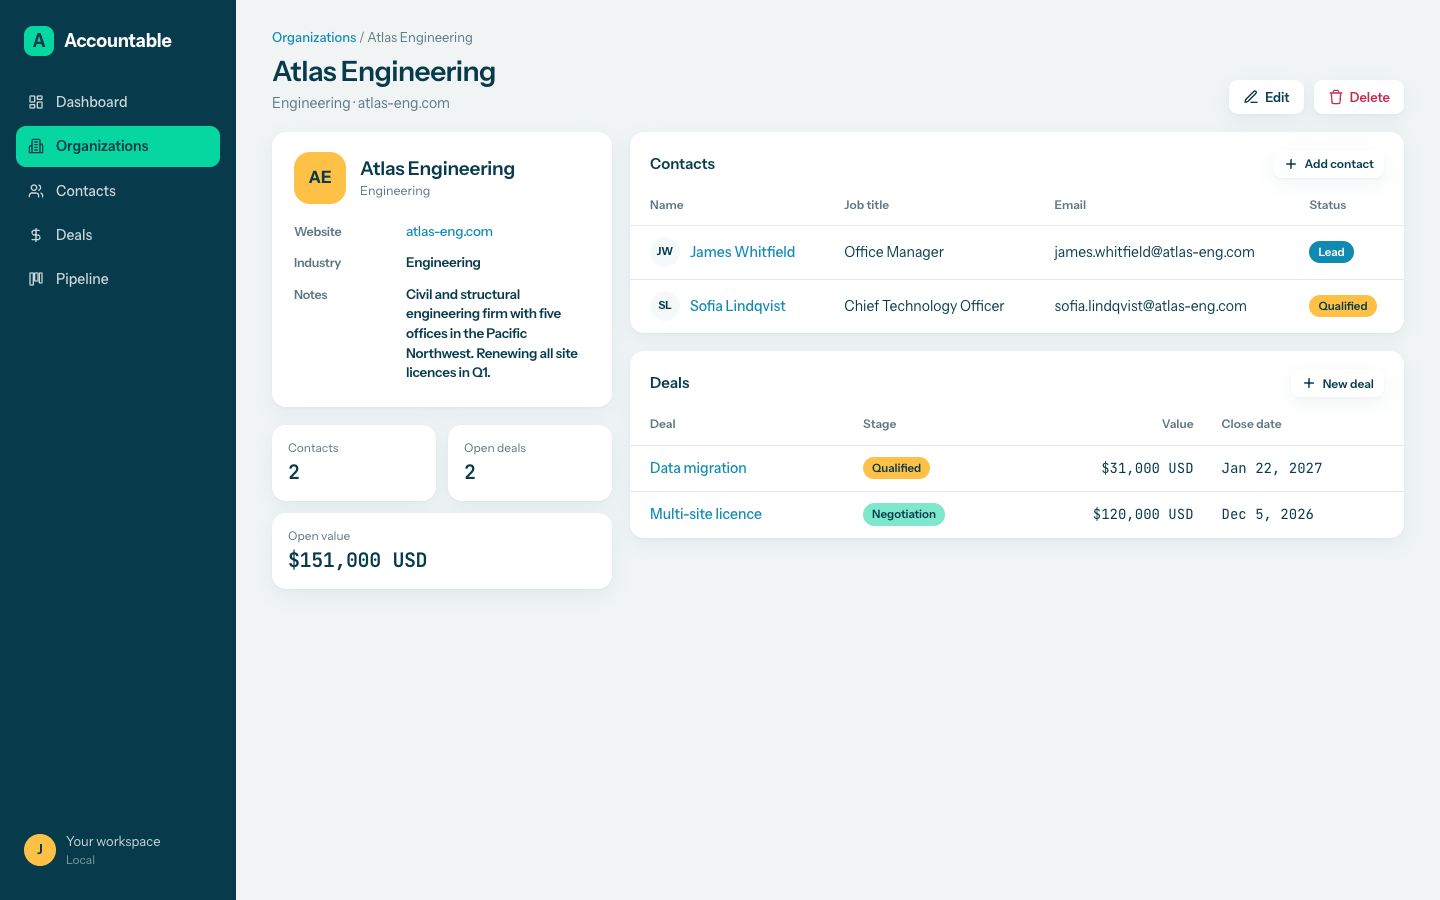 A Accountable
Dashboard
Organizations
Contacts
Deals
Pipeline
J
Your workspace
Local
Organizations / Atlas Engineering
Atlas Engineering
Engineering · atlas-eng.com
Edit
Delete
AE
Atlas Engineering
Engineering
Website atlas-eng.com
Industry Engineering
Notes Civil and structural
engineering firm with five
offices in the Pacific
Northwest. Renewing all site
licences in Q1.
Contacts
2
Open deals
2
Open value
$151,000 USD
Contacts
Add contact
Name Job title Email Status
JW James Whitfield Office Manager james.whitfield@atlas-eng.com Lead
SL Sofia Lindqvist Chief Technology Officer sofia.lindqvist@atlas-eng.com Qualified
Deals
New deal
Deal Stage Value Close date
Data migration Qualified $31,000 USD Jan 22, 2027
Multi-site licence Negotiation $120,000 USD Dec 5, 2026